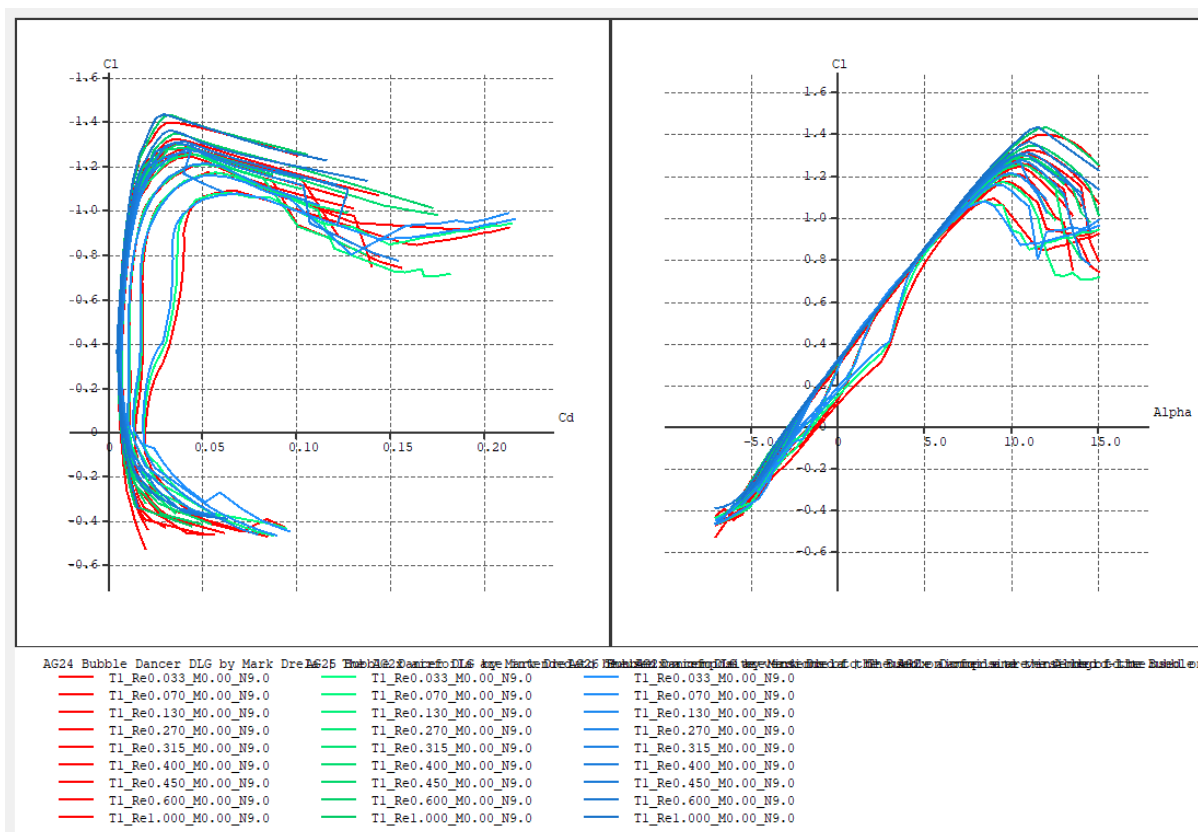 Cl
1.6
1.4
1.2
1.0
0.8
0.6
0.4
0.2
0
-0.2
-0.4
-0.6
0 0.05 0.10 0.15 0.20
Cd
Cl
1.6
1.4
1.2
1.0
0.8
0.6
0.4
0.2
-0.2
-0.4
-0.6
-5.0 0 5.0 10.0 15.0
Alpha
AG24 Bubble Dancer DLG by Mark
T1_Re0.033_M0.00_N9.0 T1_Re0.033_M0.00_N9.0 T1_Re0.033_M0.00_N9.0
T1_Re0.070_M0.00_N9.0 T1_Re0.070_M0.00_N9.0 T1_Re0.070_M0.00_N9.0
T1_Re0.130_M0.00_N9.0 T1_Re0.130_M0.00_N9.0 T1_Re0.130_M0.00_N9.0
T1_Re0.270_M0.00_N9.0 T1_Re0.270_M0.00_N9.0 T1_Re0.270_M0.00_N9.0
T1_Re0.315_M0.00_N9.0 T1_Re0.315_M0.00_N9.0 T1_Re0.315_M0.00_N9.0
T1_Re0.400_M0.00_N9.0 T1_Re0.400_M0.00_N9.0 T1_Re0.400_M0.00_N9.0
T1_Re0.450_M0.00_N9.0 T1_Re0.450_M0.00_N9.0 T1_Re0.450_M0.00_N9.0
T1_Re0.600_M0.00_N9.0 T1_Re0.600_M0.00_N9.0 T1_Re0.600_M0.00_N9.0
T1_Re1.000_M0.00_N9.0 T1_Re1.000_M0.00_N9.0 T1_Re1.000_M0.00_N9.0